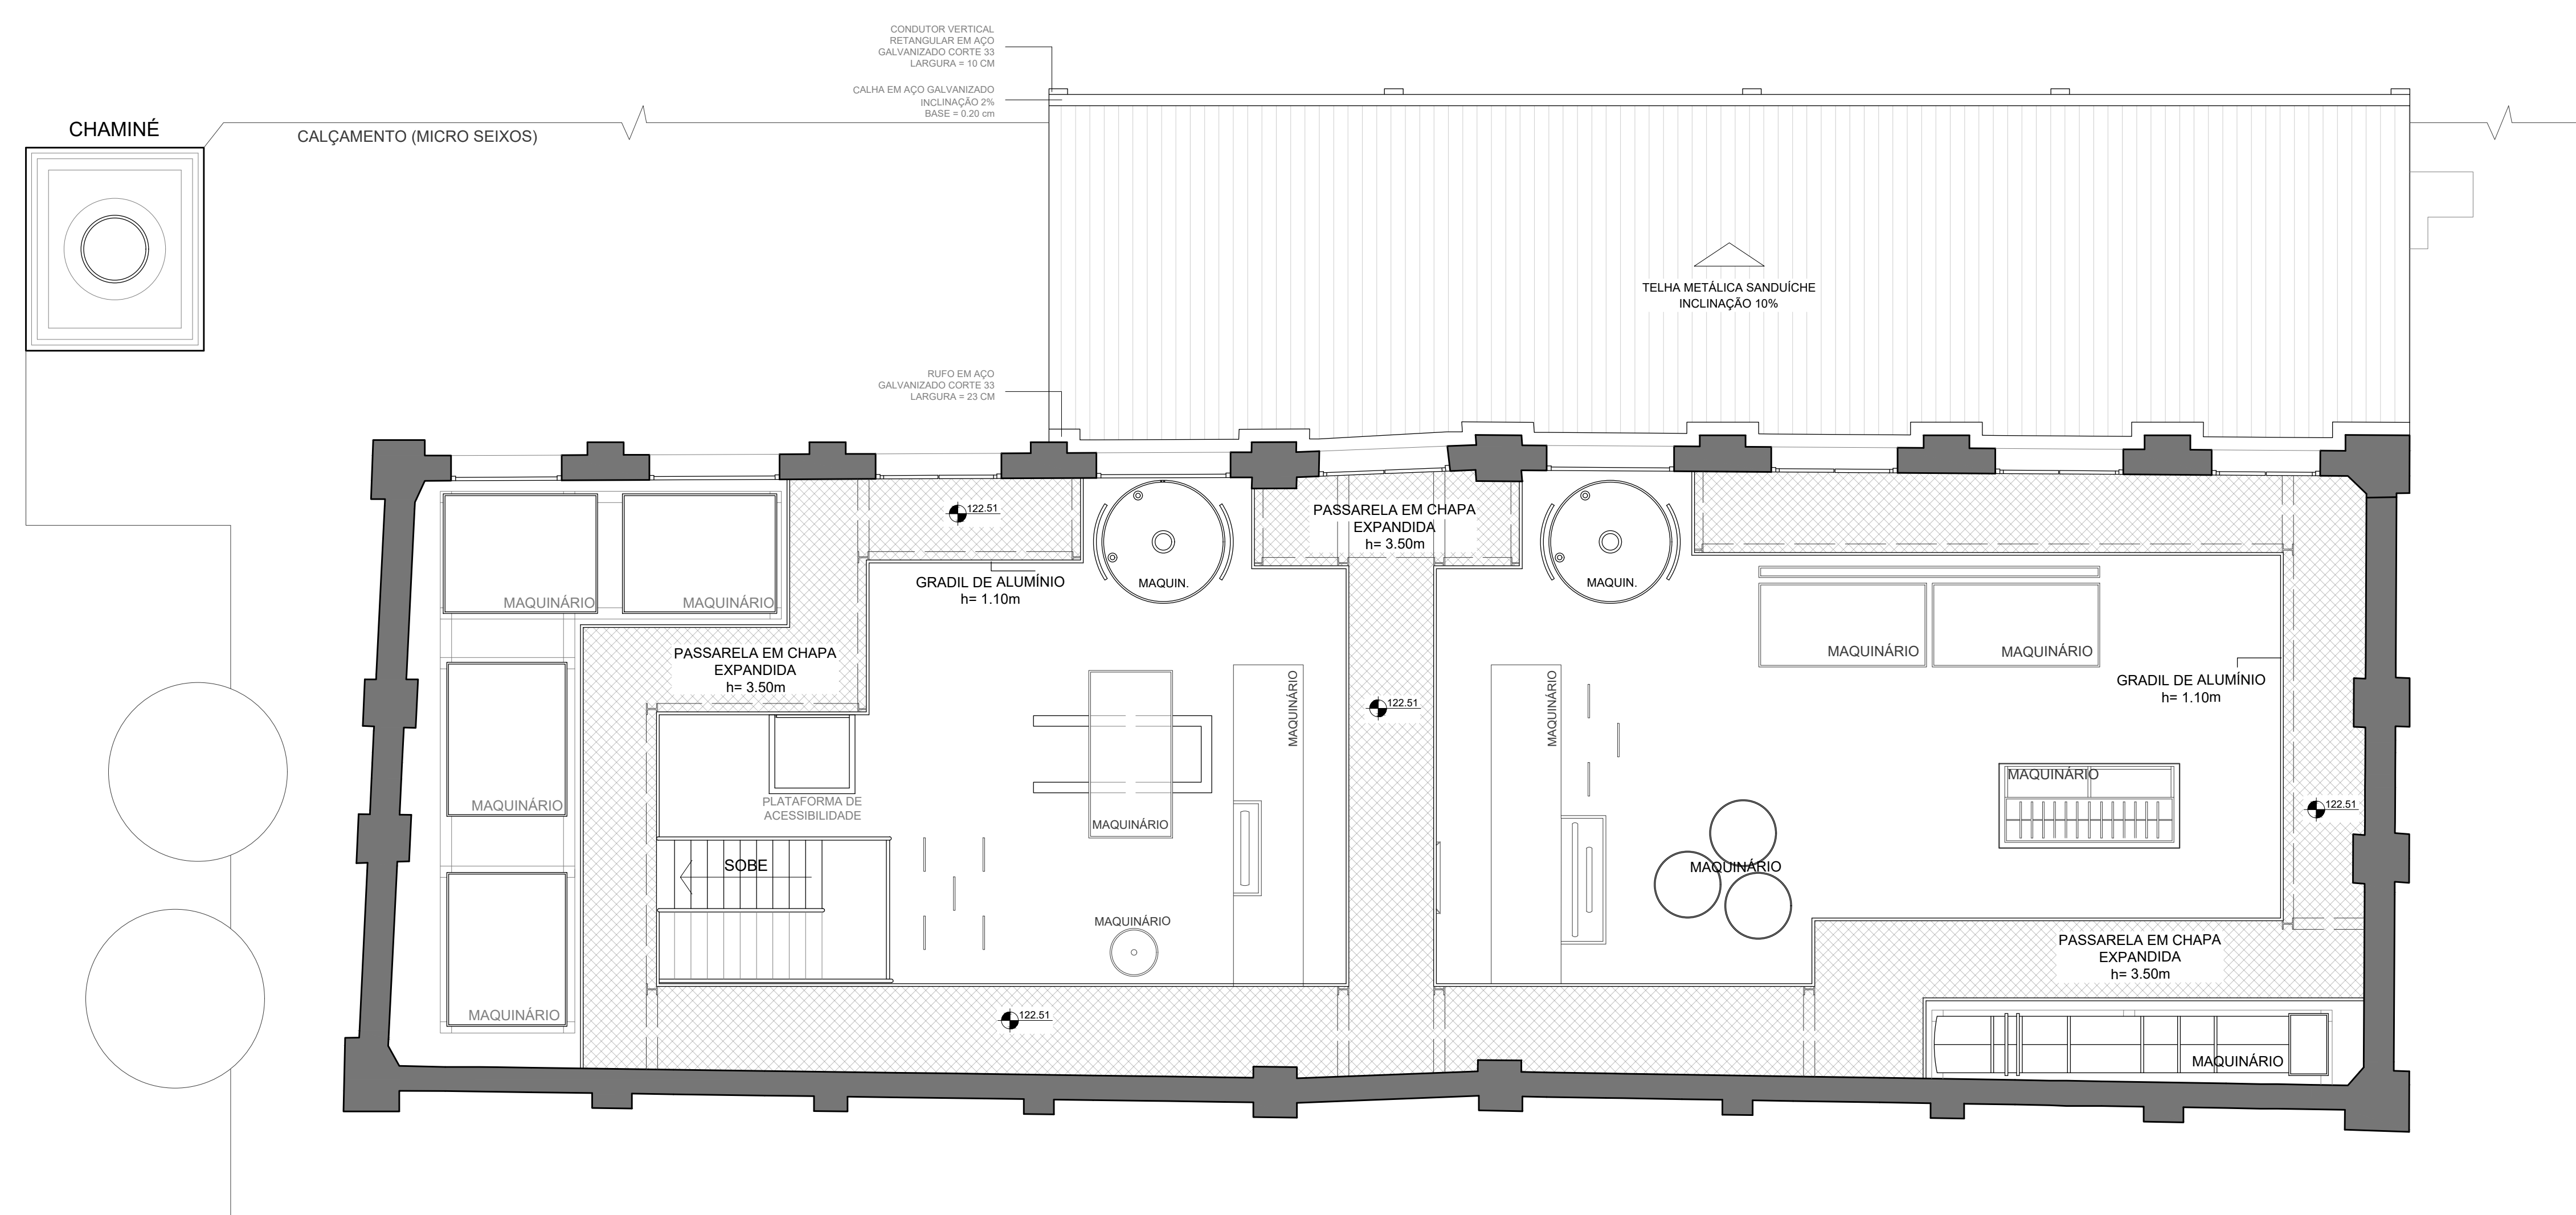 CONDUTOR VERTICAL
RETANGULAR EM AÇO
GALVANIZADO CORTE 33
LARGURA = 10 CM
CALHA EM AÇO GALVANIZADO
INCLINAÇÃO 2%
BASE = 0.20 cm
CHAMINÉ
CALÇAMENTO (MICRO SEIXOS)
TELHA METÁLICA SANDUÍCHE
INCLINAÇÃO 10%
RUFO EM AÇO
GALVANIZADO CORTE 33
LARGURA = 23 CM
122.51
PASSARELA EM CHAPA
EXPANDIDA
h= 3.50m
GRADIL DE ALUMÍNIO
h= 1.10m
MAQUIN.
MAQUIN.
MAQUINÁRIO
MAQUINÁRIO
PASSARELA EM CHAPA
EXPANDIDA
h= 3.50m
MAQUINÁRIO
MAQUINÁRIO
MAQUINÁRIO
MAQUINÁRIO
GRADIL DE ALUMÍNIO
h= 1.10m
122.51
MAQUINÁRIO
PLATAFORMA DE
ACESSIBILIDADE
MAQUINÁRIO
MAQUINÁRIO
122.51
SOBE
MAQUINÁRIO
MAQUINÁRIO
PASSARELA EM CHAPA
EXPANDIDA
h= 3.50m
MAQUINÁRIO
122.51
MAQUINÁRIO